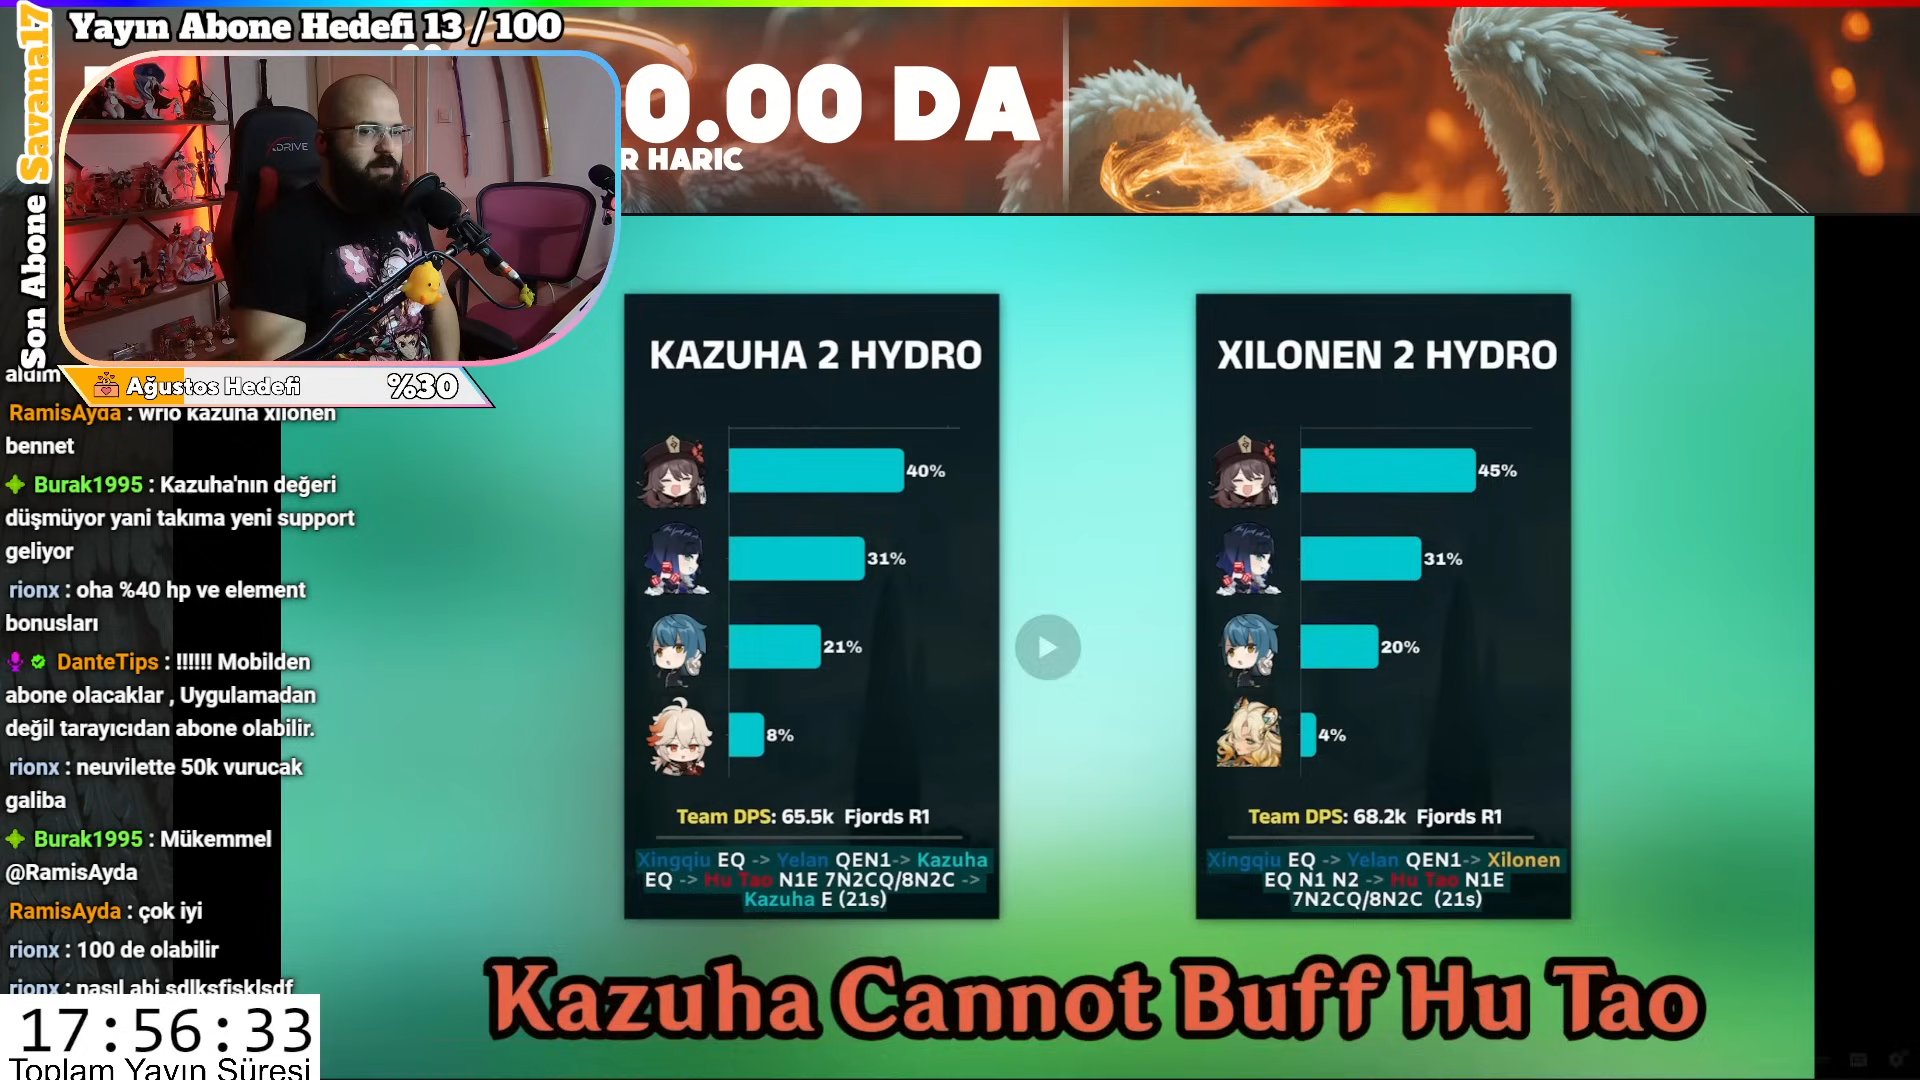 Yayın Abone Hedefi 13 / 100
Son Abone Savana17
0.00 DA
R HARIC
DRIVE
Ağustos Hedefi %30
aldım
RamisAyda : wrio kazuha xilonen
bennet
Burak1995 : Kazuha'nın değeri
düşmüyor yani takıma yeni support
geliyor
rionx : oha %40 hp ve element
bonusları
DanteTips : !!!!!! Mobilden
abone olacaklar , Uygulamadan
değil tarayıcıdan abone olabilir.
rionx : neuvilette 50k vurucak
galiba
Burak1995 : Mükemmel
@RamisAyda
RamisAyda : çok iyi
rionx : 100 de olabilir
rionx : nasıl abi sdlksfjsklsdf
17:56:33
Toplam Yayın Süresi
KAZUHA 2 HYDRO
40%
31%
21%
8%
Team DPS: 65.5k Fjords R1
Xingqiu EQ -> Yelan QEN1-> Kazuha
EQ -> Hu Tao N1E 7N2CQ/8N2C ->
Kazuha E (21s)
XILONEN 2 HYDRO
45%
31%
20%
4%
Team DPS: 68.2k Fjords R1
Xingqiu EQ -> Yelan QEN1-> Xilonen
EQ N1 N2 -> Hu Tao N1E
7N2CQ/8N2C (21s)
Kazuha Cannot Buff Hu Tao